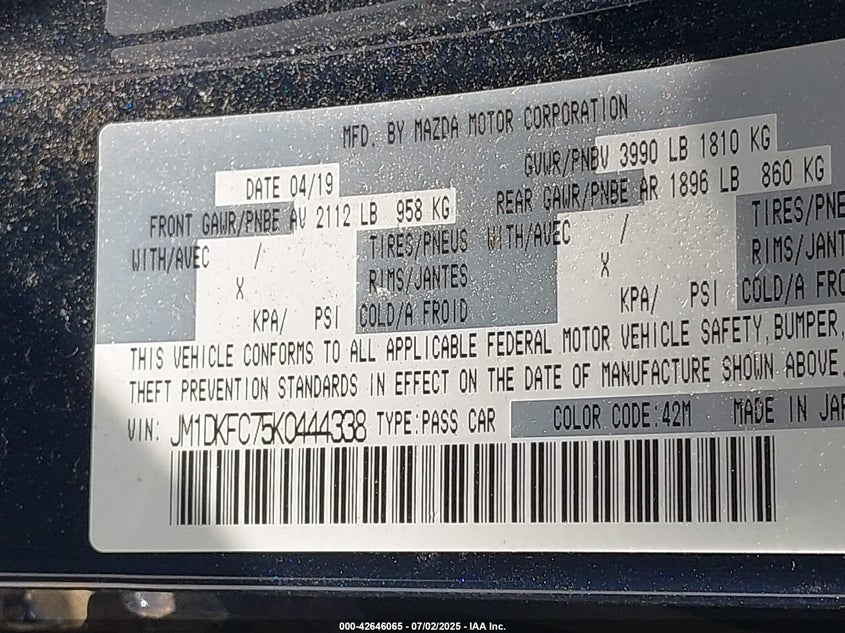 MFD. BY MAZDA MOTOR CORPORATION
DATE 04/19 GVWR/PNBV 3990 LB 1810 KG
FRONT GAWR/PNBE AV 2112 LB 958 KG REAR GAWR/PNBE AR 1896 LB 860 KG
WITH/AVEC / TIRES/PNEUS WITH/AVEC / TIRES/PNE
X RIMS/JANTES X RIMS/JANT
KPA/ PSI COLD/A FROID KPA/ PSI COLD/A FRO
THIS VEHICLE CONFORMS TO ALL APPLICABLE FEDERAL MOTOR VEHICLE SAFETY, BUMPER,
THEFT PREVENTION STANDARDS IN EFFECT ON THE DATE OF MANUFACTURE SHOWN ABOVE.
VIN: JM1DKFC75K0444338 TYPE:PASS CAR COLOR CODE:42M MADE IN JAP
000-42646065 - 07/02/2025 - IAA Inc.